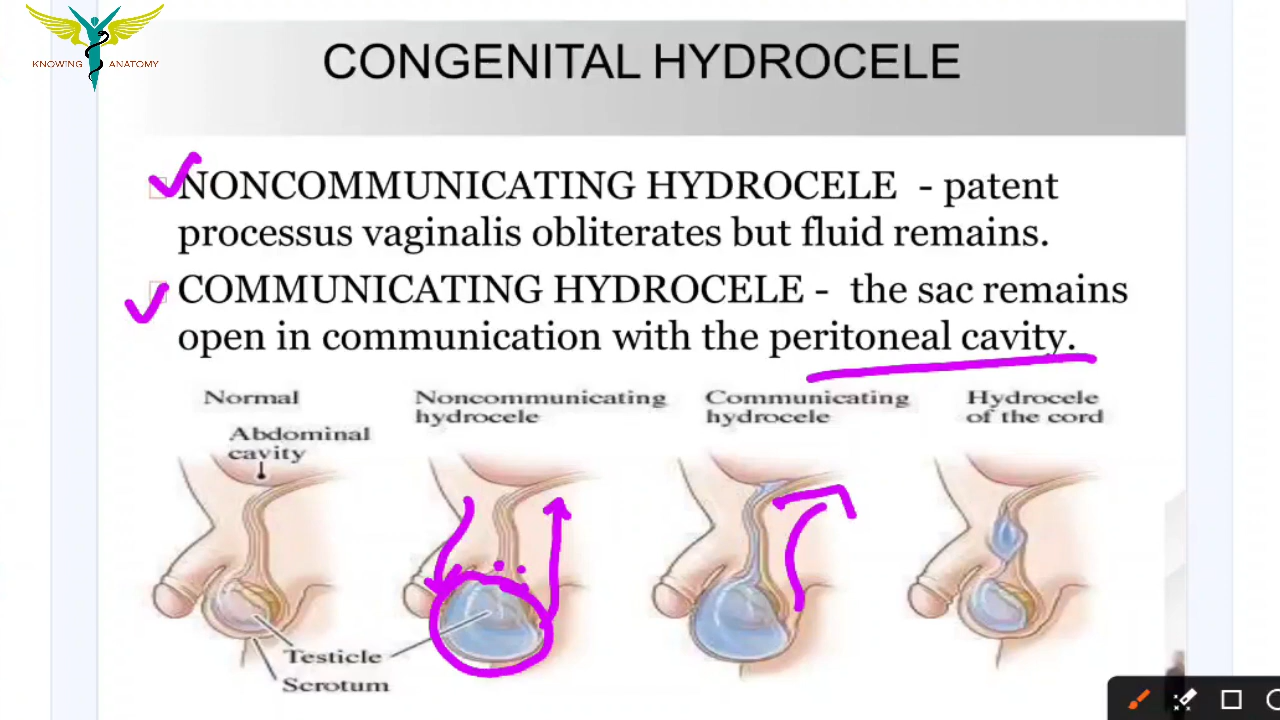 KNOWING ANATOMY
CONGENITAL HYDROCELE
NONCOMMUNICATING HYDROCELE - patent
processus vaginalis obliterates but fluid remains.
COMMUNICATING HYDROCELE - the sac remains
open in communication with the peritoneal cavity.
Normal
Noncommunicating
hydrocele
Communicating
hydrocele
Hydrocele
of the cord
Abdominal
cavity
Testicle
Scrotum